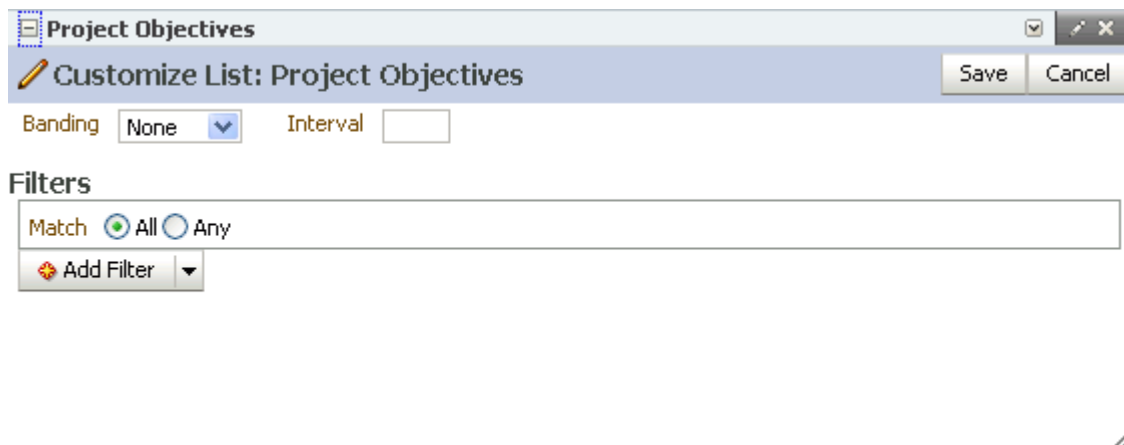 Project Objectives
Customize List: Project Objectives Save Cancel
Banding None Interval
Filters
Match All Any
Add Filter